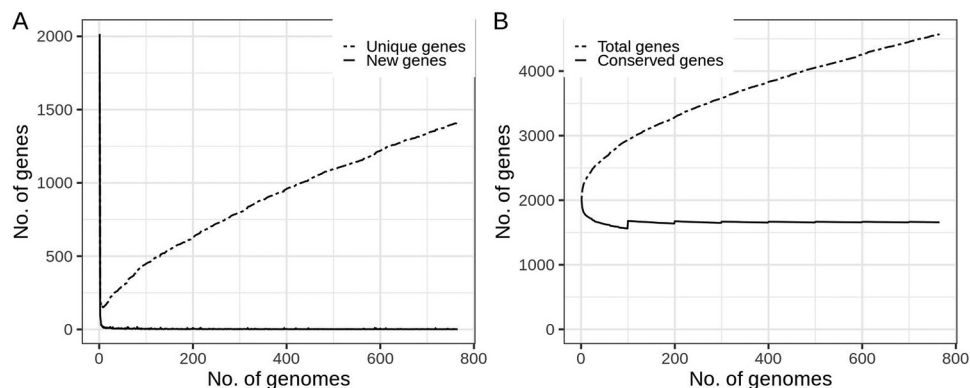 A
No. of genes
2000
1500
1000
500
0
Unique genes
New genes
0
200
400
600
800
No. of genomes
B
No. of genes
4000
3000
2000
1000
0
Total genes
Conserved genes
0
200
400
600
800
No. of genomes